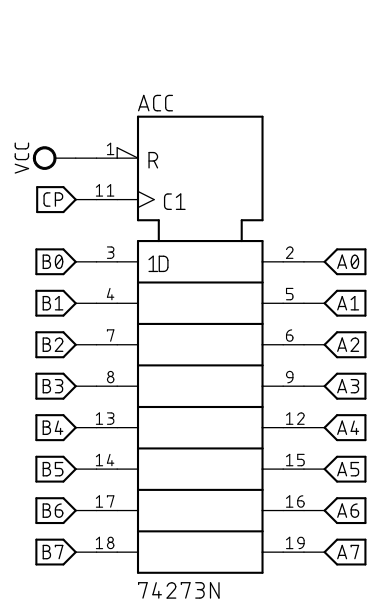 ACC
VCC 1 R
CP 11 C1
B0 3 1D 2 A0
B1 4 5 A1
B2 7 6 A2
B3 8 9 A3
B4 13 12 A4
B5 14 15 A5
B6 17 16 A6
B7 18 19 A7
74273N